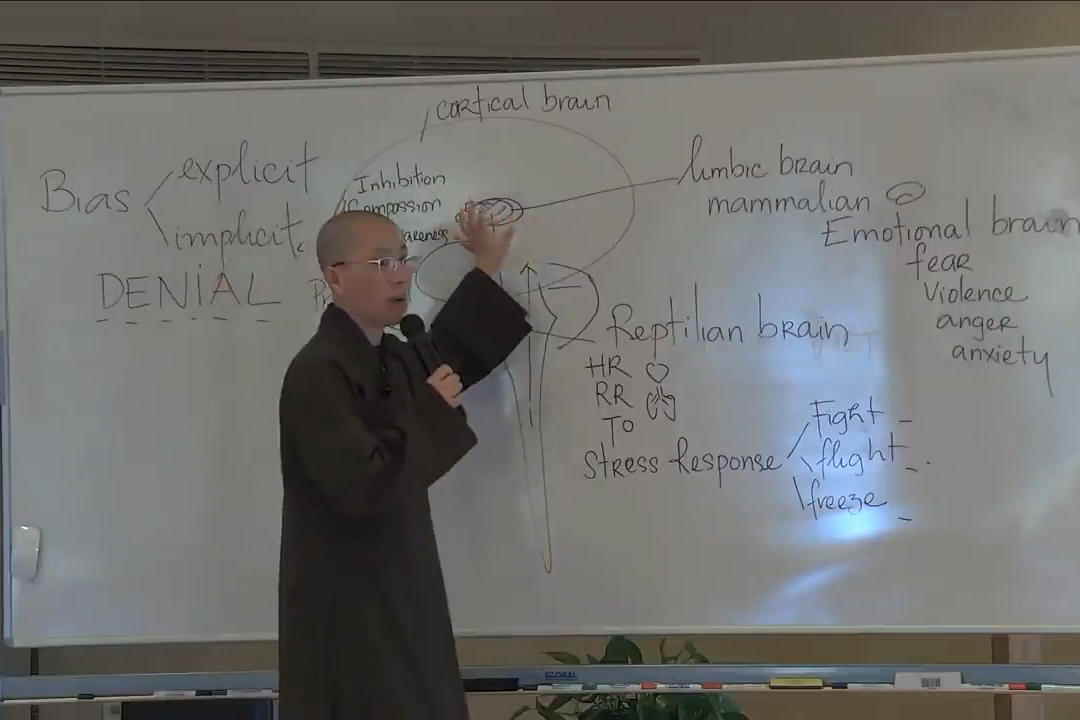 cortical brain
Bias
explicit
implicit
DENIAL
Inhibition
Compassion
limbic brain
mammalian
Emotional brain
fear
Violence
anger
anxiety
Reptilian brain
HR
RR
T°
Stress Response
Fight
flight
freeze
GLOBAL